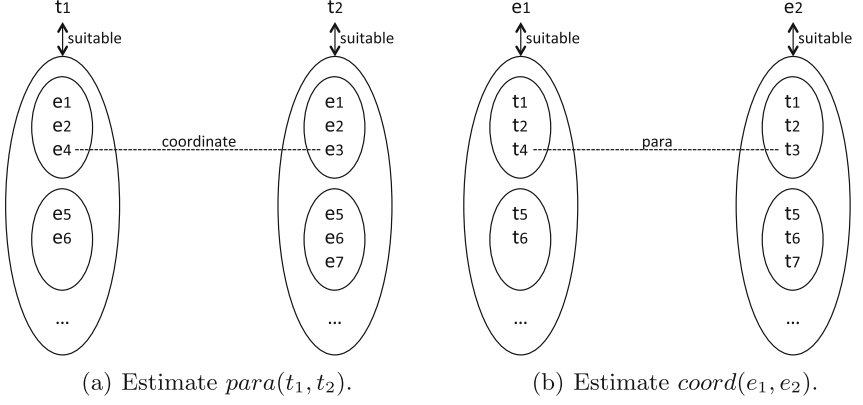 t1
t2
e1
e2
suitable
suitable
suitable
suitable
e1
e2
e4
coordinate
e1
e2
e3
t1
t2
t4
para
t1
t2
t3
e5
e6
e5
e6
e7
t5
t6
t5
t6
t7
...
...
...
...
(a) Estimate para(t1, t2).
(b) Estimate coord(e1, e2).